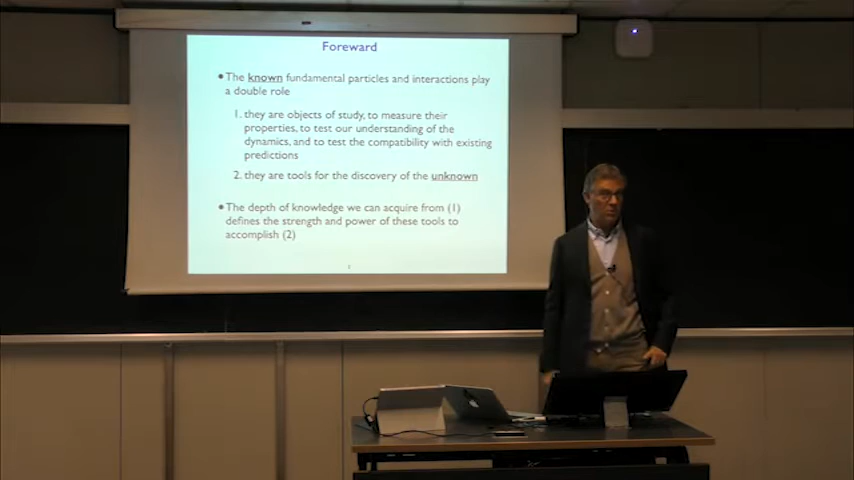 Foreward
•The known fundamental particles and interactions play
a double role
1. they are objects of study, to measure their
properties, to test our understanding of the
dynamics, and to test the compatibility with existing
predictions
2. they are tools for the discovery of the unknown
•The depth of knowledge we can acquire from (1)
defines the strength and power of these tools to
accomplish (2)